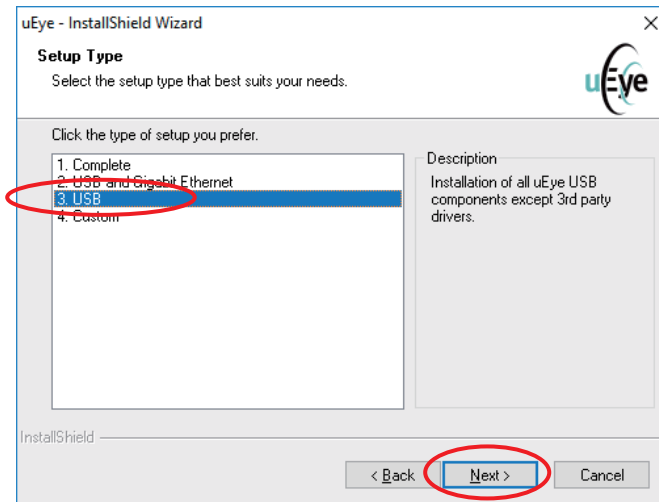 uEye - InstallShield Wizard
Setup Type
Select the setup type that best suits your needs.
uEye
Click the type of setup you prefer.
1. Complete
2. USB and Gigabit Ethernet
3. USB
4. Custom
Description
Installation of all uEye USB
components except 3rd party
drivers.
InstallShield
< Back
Next >
Cancel